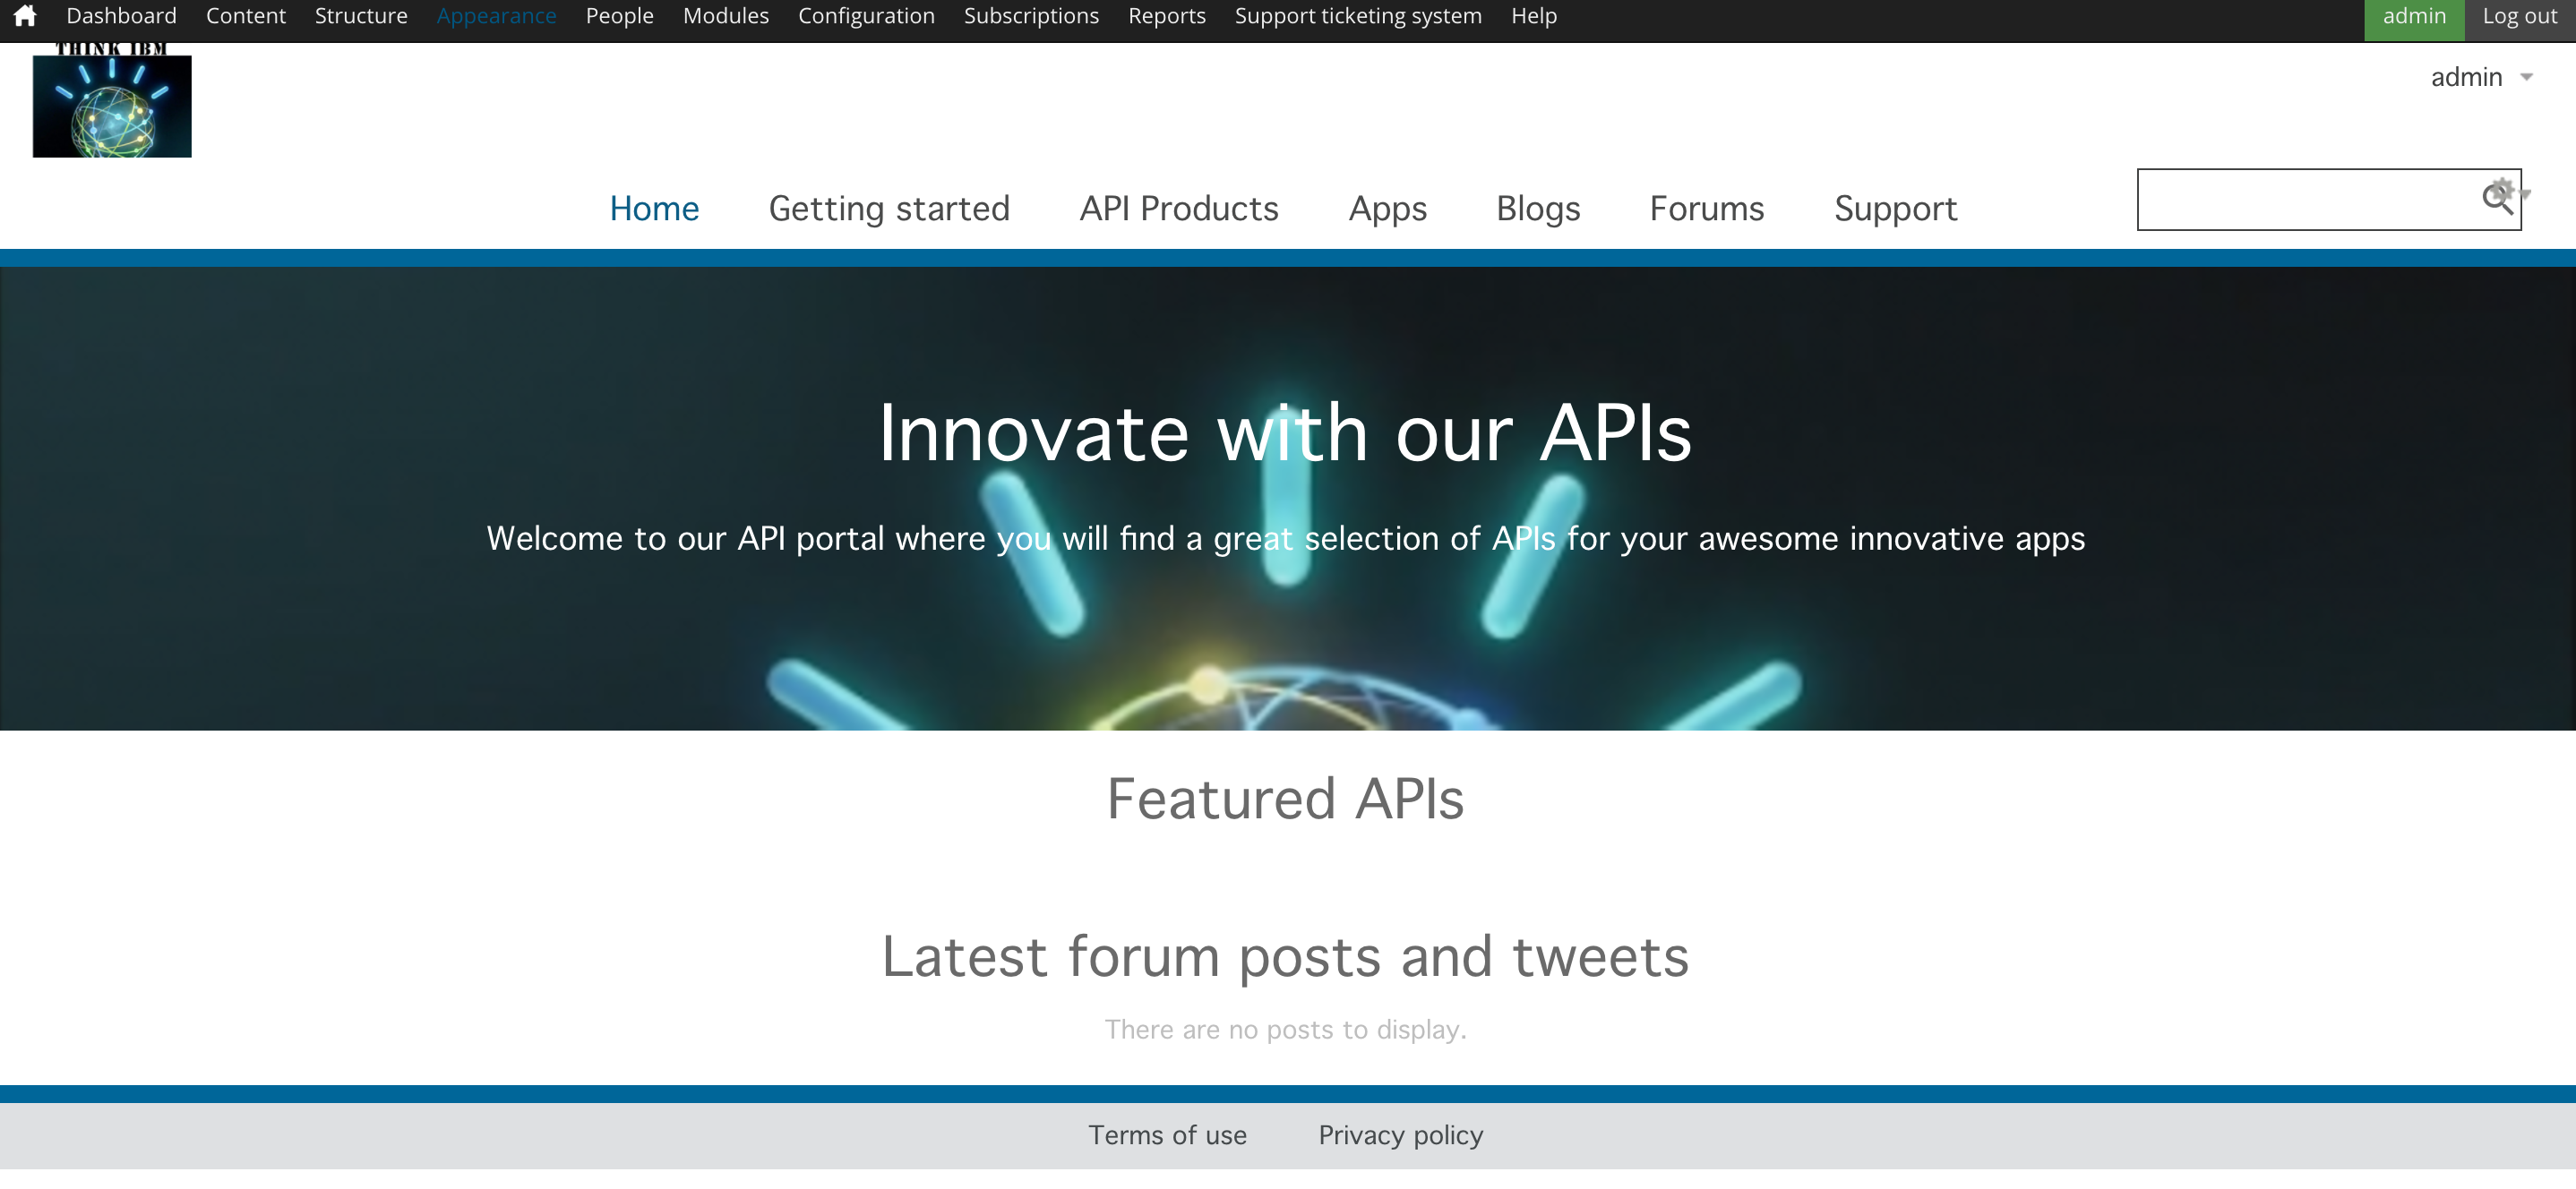 Dashboard Content Structure Appearance People Modules Configuration Subscriptions Reports Support ticketing system Help admin Log out
THINK IBM
admin
Home Getting started API Products Apps Blogs Forums Support
Innovate with our APIs
Welcome to our API portal where you will find a great selection of APIs for your awesome innovative apps
Featured APIs
Latest forum posts and tweets
There are no posts to display.
Terms of use Privacy policy